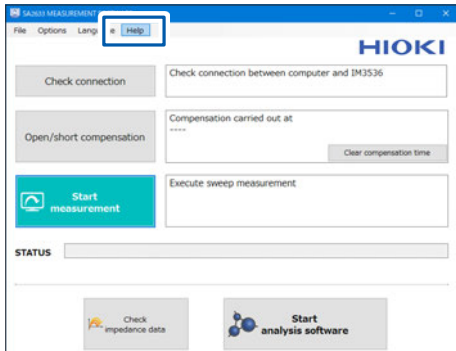 SA2633 MEASUREMENT
File Options Langu e Help
HIOKI
Check connection
Check connection between computer and IM3536
Open/short compensation
Compensation carried out at
----
Clear compensation time
Start
measurement
Execute sweep measurement
STATUS
Check
impedance data
Start
analysis software